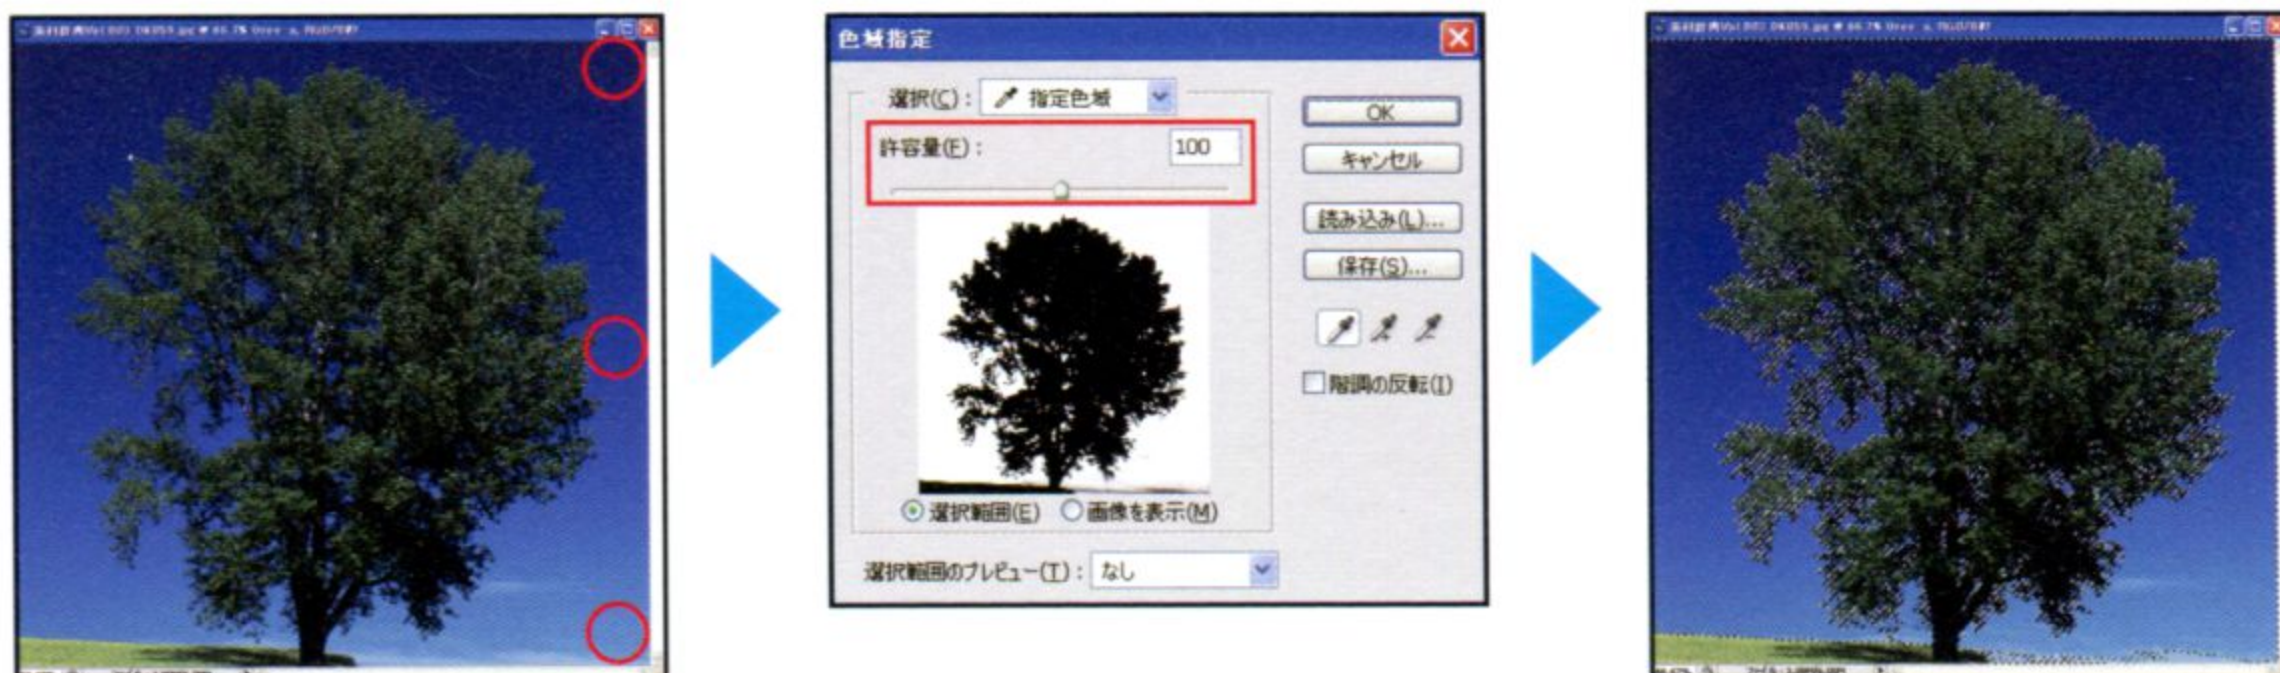 色域指定
選択(C): 指定色域
許容量(F): 100
OK
キャンセル
読み込み(L)...
保存(S)...
階調の反転(I)
選択範囲(E) 画像を表示(M)
選択範囲のプレビュー(T): なし